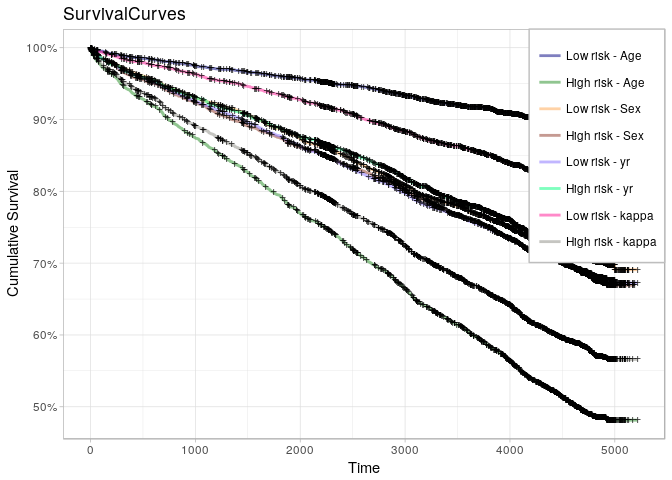 SurvivalCurves
100%
90%
80%
70%
60%
50%
Cumulative Survival
0
1000
2000
3000
4000
5000
Time
Low risk - Age
High risk - Age
Low risk - Sex
High risk - Sex
Low risk - yr
High risk - yr
Low risk - kappa
High risk - kappa